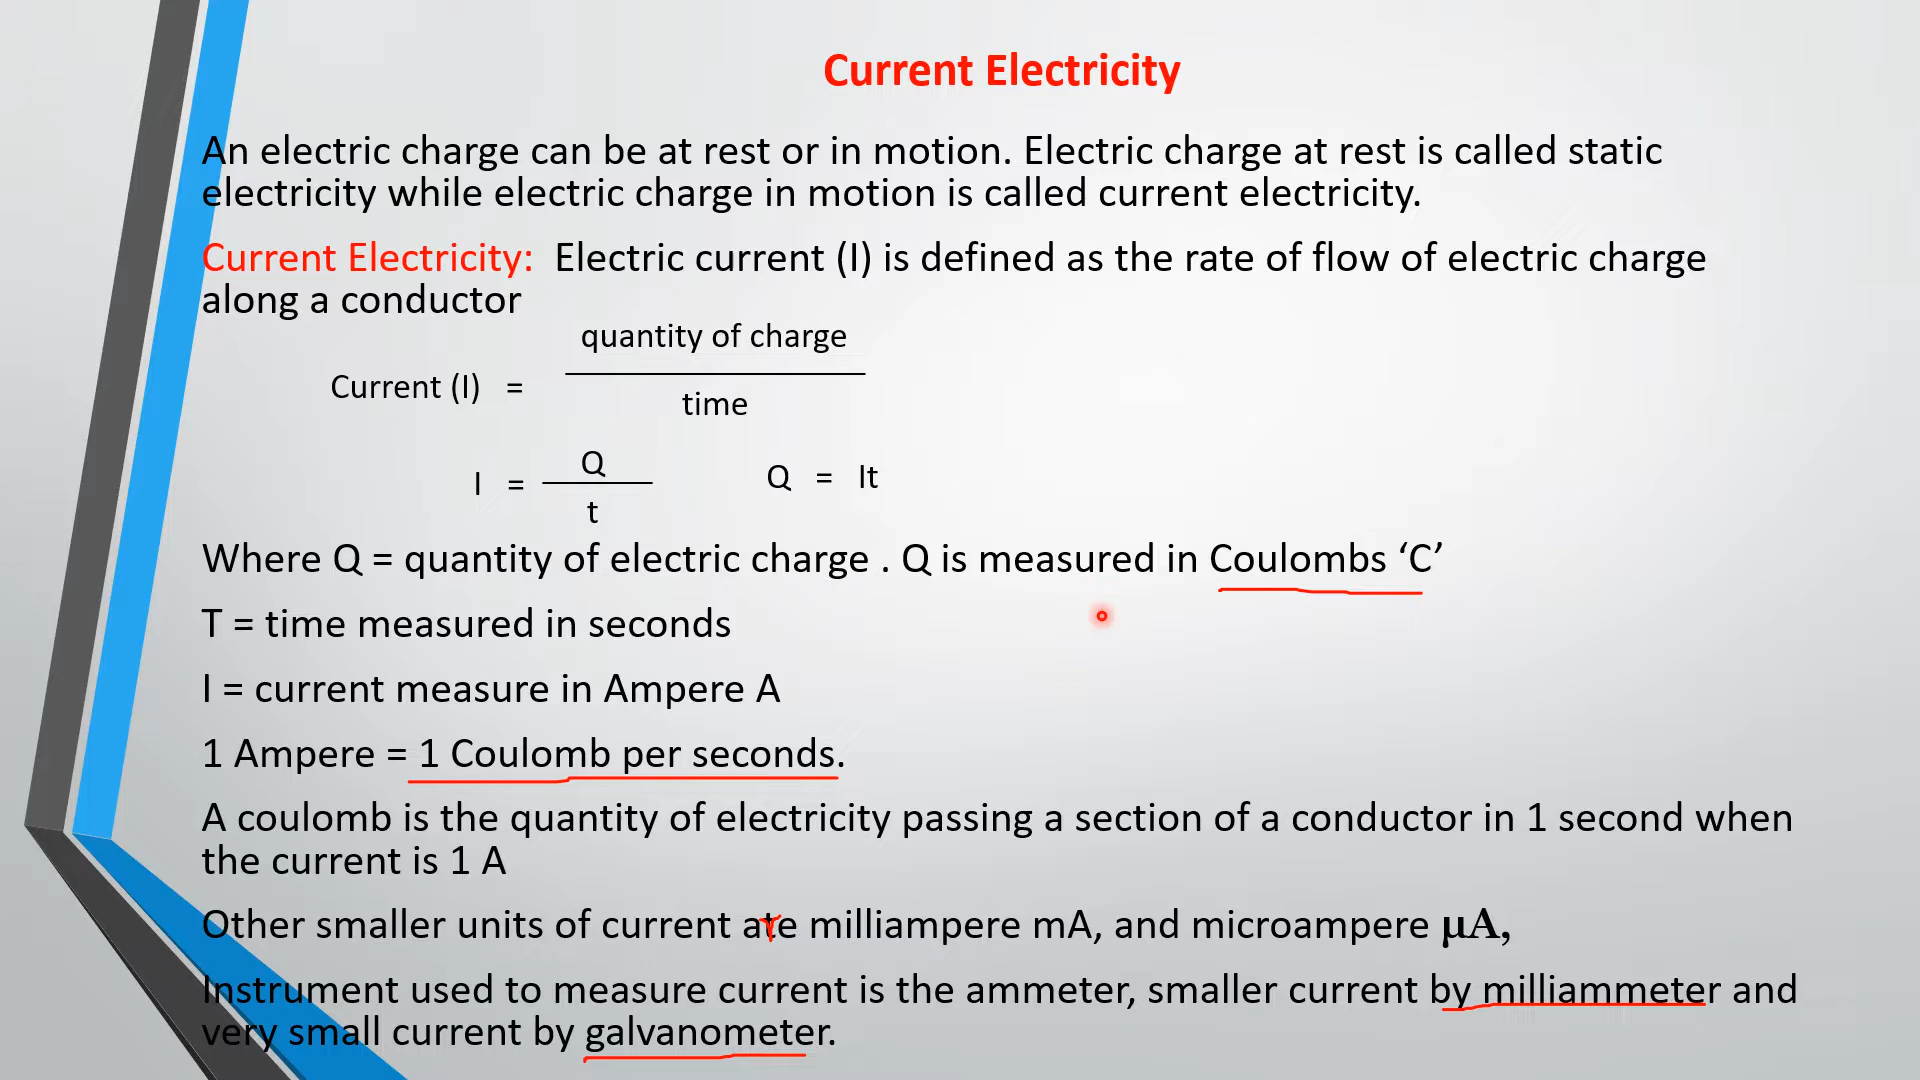 Current Electricity
An electric charge can be at rest or in motion. Electric charge at rest is called static
electricity while electric charge in motion is called current electricity.
Current Electricity: Electric current (I) is defined as the rate of flow of electric charge
along a conductor
quantity of charge
Current (I) =
time
Q
I = Q = It
t
Where Q = quantity of electric charge . Q is measured in Coulombs ‘C’
T = time measured in seconds
I = current measure in Ampere A
1 Ampere = 1 Coulomb per seconds.
A coulomb is the quantity of electricity passing a section of a conductor in 1 second when
the current is 1 A
Other smaller units of current ate milliampere mA, and microampere µA,
Instrument used to measure current is the ammeter, smaller current by milliammeter and
very small current by galvanometer.